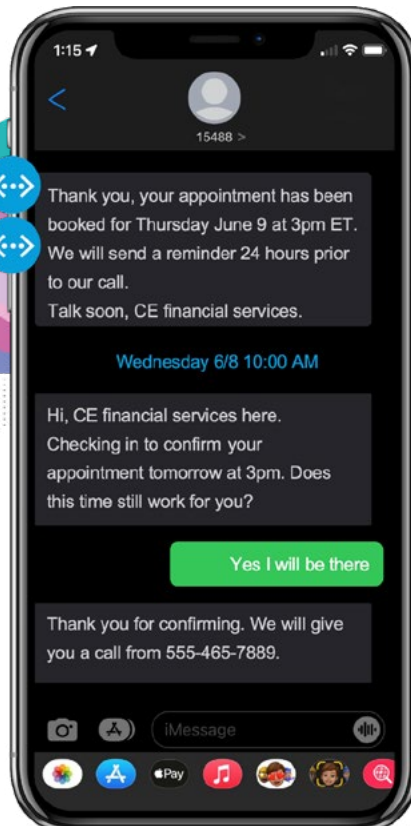 1:15
15488 >
Thank you, your appointment has been
booked for Thursday June 9 at 3pm ET.
We will send a reminder 24 hours prior
to our call.
Talk soon, CE financial services.
Wednesday 6/8 10:00 AM
Hi, CE financial services here.
Checking in to confirm your
appointment tomorrow at 3pm. Does
this time still work for you?
Yes I will be there
Thank you for confirming. We will give
you a call from 555-465-7889.
iMessage
Pay